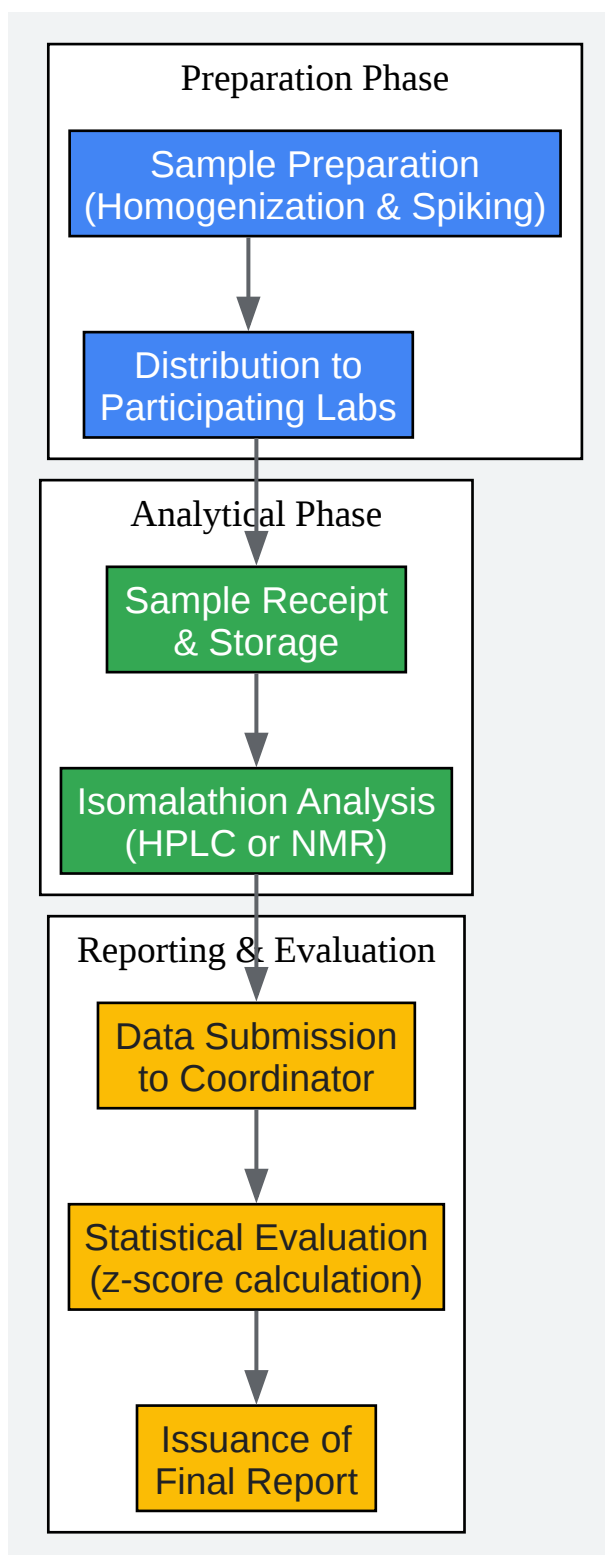 Preparation Phase
Sample Preparation
(Homogenization & Spiking)
Distribution to
Participating Labs
Analytical Phase
Sample Receipt
& Storage
Isomalathion Analysis
(HPLC or NMR)
Reporting & Evaluation
Data Submission
to Coordinator
Statistical Evaluation
(z-score calculation)
Issuance of
Final Report